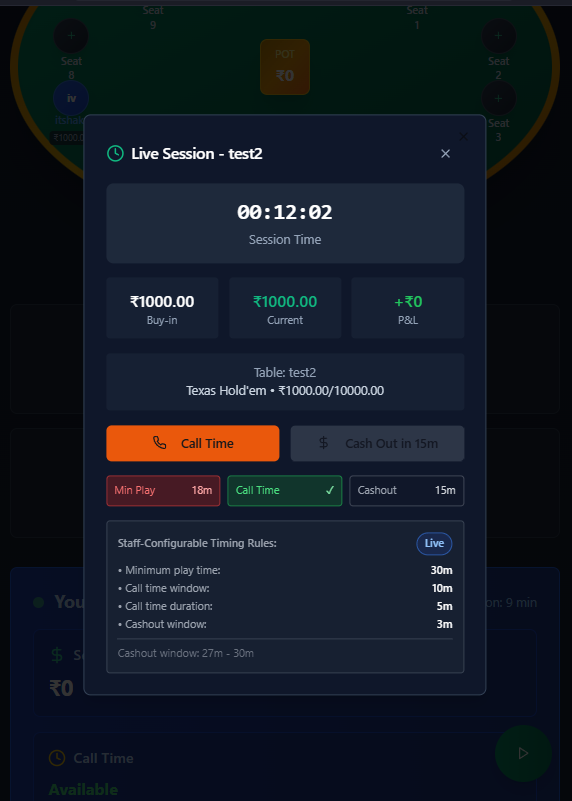 Seat
9
Seat
1
+
Seat
8
+
Seat
2
POT
₹0
iv
+
Seat
3
₹1000.0
Live Session - test2
00:12:02
Session Time
₹1000.00
Buy-in
₹1000.00
Current
+₹0
P&L
Table: test2
Texas Hold'em • ₹1000.00/10000.00
Call Time
$ Cash Out in 15m
Min Play 18m
Call Time ✓
Cashout 15m
Staff-Configurable Timing Rules: Live
• Minimum play time: 30m
• Call time window: 10m
• Call time duration: 5m
• Cashout window: 3m
Cashout window: 27m - 30m
You
on: 9 min
$ S
₹0
Call Time
Available